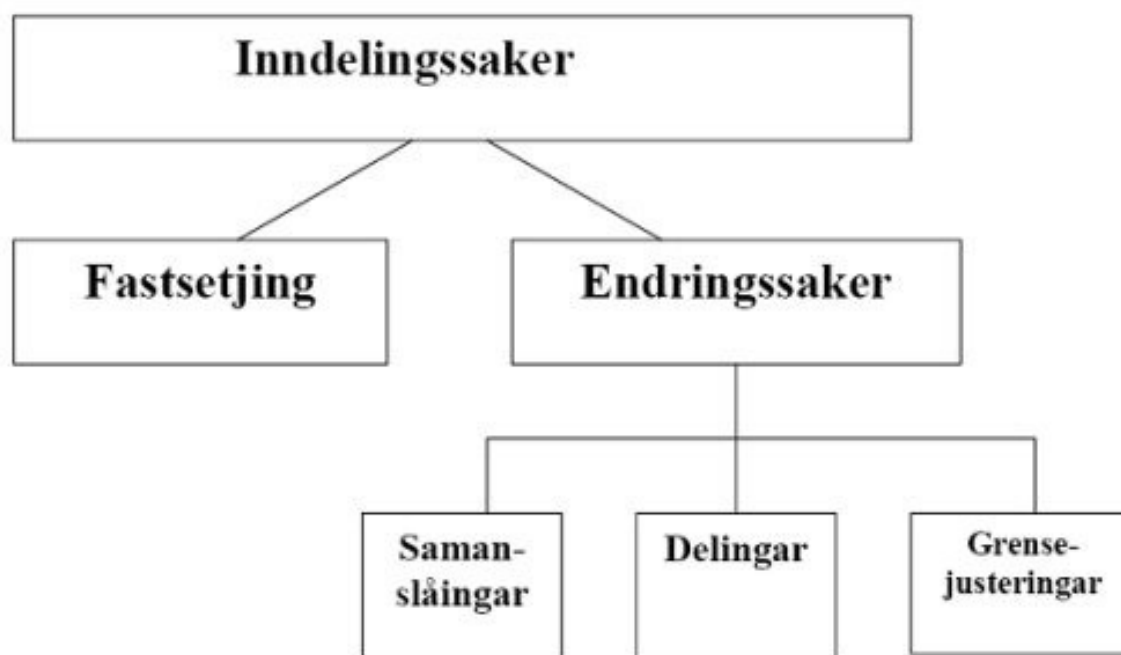 Inndelingssaker
Fastsetjing
Endringssaker
Saman-
slåingar
Delingar
Grense-
justeringar